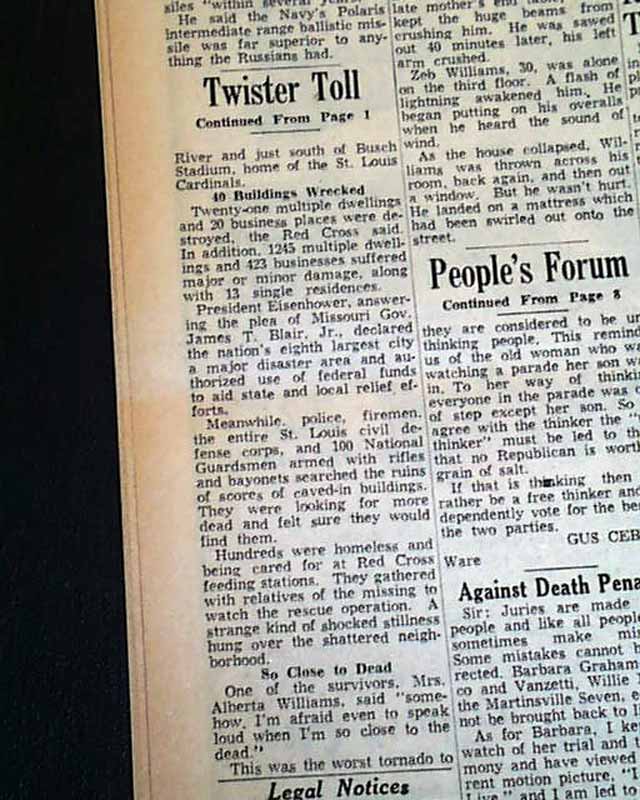 siles "within several years."
He said the Navy's Polaris
intermediate range ballistic mis-
sile was far superior to any-
thing the Russians had.
Twister Toll
Continued From Page 1
River and just south of Busch
Stadium, home of the St. Louis
Cardinals.
40 Buildings Wrecked
Twenty-one multiple dwellings
and 20 business places were de-
stroyed, the Red Cross said.
In addition, 1245 multiple dwell-
ings and 423 businesses suffered
major or minor damage, along
with 13 single residences.
President Eisenhower, answer-
ing the plea of Missouri Gov.
James T. Blair, Jr., declared
the nation's eighth largest city
a major disaster area and au-
thorized use of federal funds
to aid state and local relief ef-
forts.
Meanwhile, police, firemen,
the entire St. Louis civil de-
fense corps, and 100 National
Guardsmen armed with rifles
and bayonets searched the ruins
of scores of caved-in buildings.
They were looking for more
dead and felt sure they would
find them.
Hundreds were homeless and
being cared for at Red Cross
feeding stations. They gathered
with relatives of the missing to
watch the rescue operation. A
strange kind of shocked stillness
hung over the shattered neigh-
borhood.
So Close to Dead
One of the survivors, Mrs.
Alberta Williams, said "some-
how, I'm afraid even to speak
loud when I'm so close to the
dead."
This was the worst tornado to
Legal Notices
late mother's
kept the huge beams from
crushing him. He was sawed
out 40 minutes later, his left
arm crushed.
Zeb Williams, 30, was alone
on the third floor. A flash of
lightning awakened him. He
began putting on his overalls
when he heard the sound of
wind.
As the house collapsed, Wil-
liams was thrown across his
room, back again, and then out
a window. But he wasn't hurt.
He landed on a mattress which
had been swirled out onto the
street.
People's Forum
Continued From Page 8
they are considered to be un
thinking people. This remind
us of the old woman who wa
watching a parade her son w
in. To her way of thinki
everyone in the parade was o
of step except her son. So
agree with the thinker the "
thinker" must be led to th
that no Republican is worth
grain of salt.
If that is thinking then
rather be a free thinker and
dependently vote for the be
the two parties.
GUS CEB
Ware
Against Death Pena
Sir: Juries are made
people and like all people
sometimes make mis
Some mistakes cannot b
rected. Barbara Graham
co and Vanzetti, Willie
the Martinsville Seven,
not be brought back to li
As for Barbara, I ke
watch of her trial and t
mony and have viewed
rent motion picture, "I
Live," and I am led to